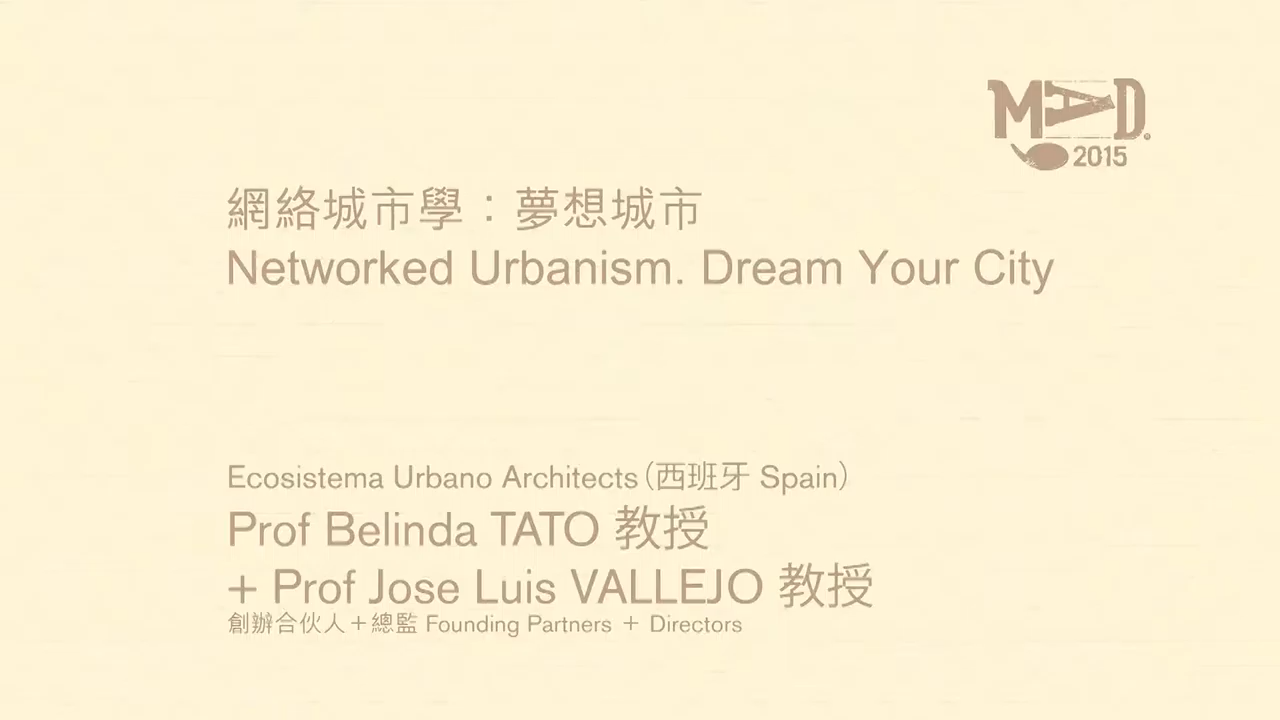 MAD.
2015
網絡城市學：夢想城市
Networked Urbanism. Dream Your City
Ecosistema Urbano Architects（西班牙 Spain）
Prof Belinda TATO 教授
+ Prof Jose Luis VALLEJO 教授
創辦合伙人＋總監 Founding Partners + Directors